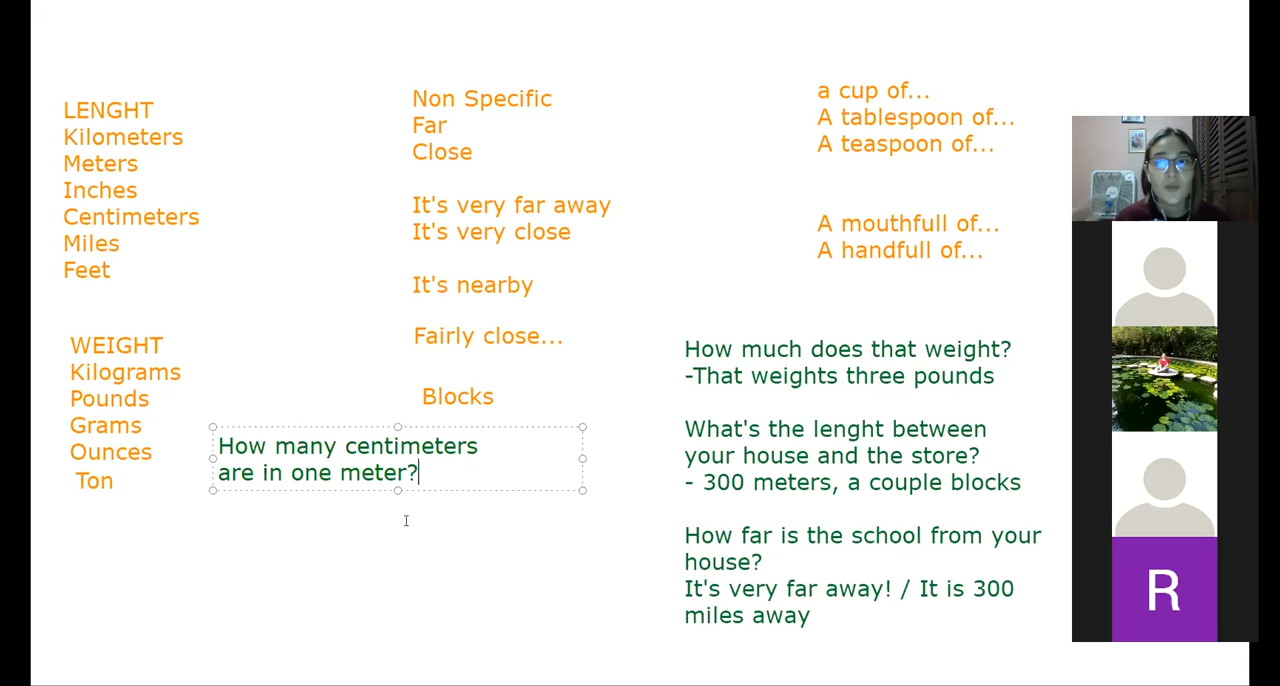 LENGHT
Kilometers
Meters
Inches
Centimeters
Miles
Feet
WEIGHT
Kilograms
Pounds
Grams
Ounces
Ton
How many centimeters
are in one meter?
Non Specific
Far
Close
It's very far away
It's very close
It's nearby
Fairly close...
Blocks
a cup of...
A tablespoon of...
A teaspoon of...
A mouthfull of...
A handfull of...
How much does that weight?
-That weights three pounds
What's the lenght between
your house and the store?
- 300 meters, a couple blocks
How far is the school from your
house?
It's very far away! / It is 300
miles away
R